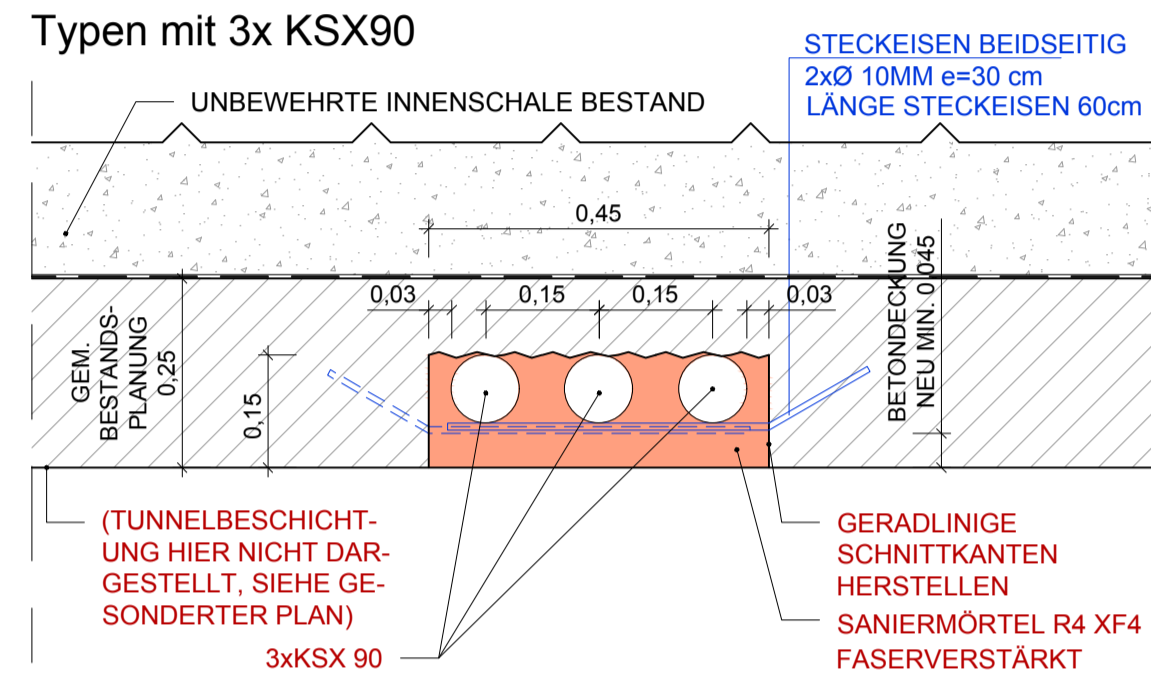 Typen mit 3x KSX90
STECKEISEN BEIDSEITIG
2xØ 10MM e=30 cm
LÄNGE STECKEISEN 60cm
UNBEWEHRTE INNENSCHALE BESTAND
0,45
0,03
0,15
0,15
0,03
BETONDECKUNG
NEU MIN. 0,045
GEM.
BESTANDS-
PLANUNG
0,25
0,15
(TUNNELBESCHICHT-
UNG HIER NICHT DAR-
GESTELLT, SIEHE GE-
SONDERTER PLAN)
3xKSX 90
GERADLINIGE
SCHNITTKANTEN
HERSTELLEN
SANIERMÖRTEL R4 XF4
FASERVERSTÄRKT